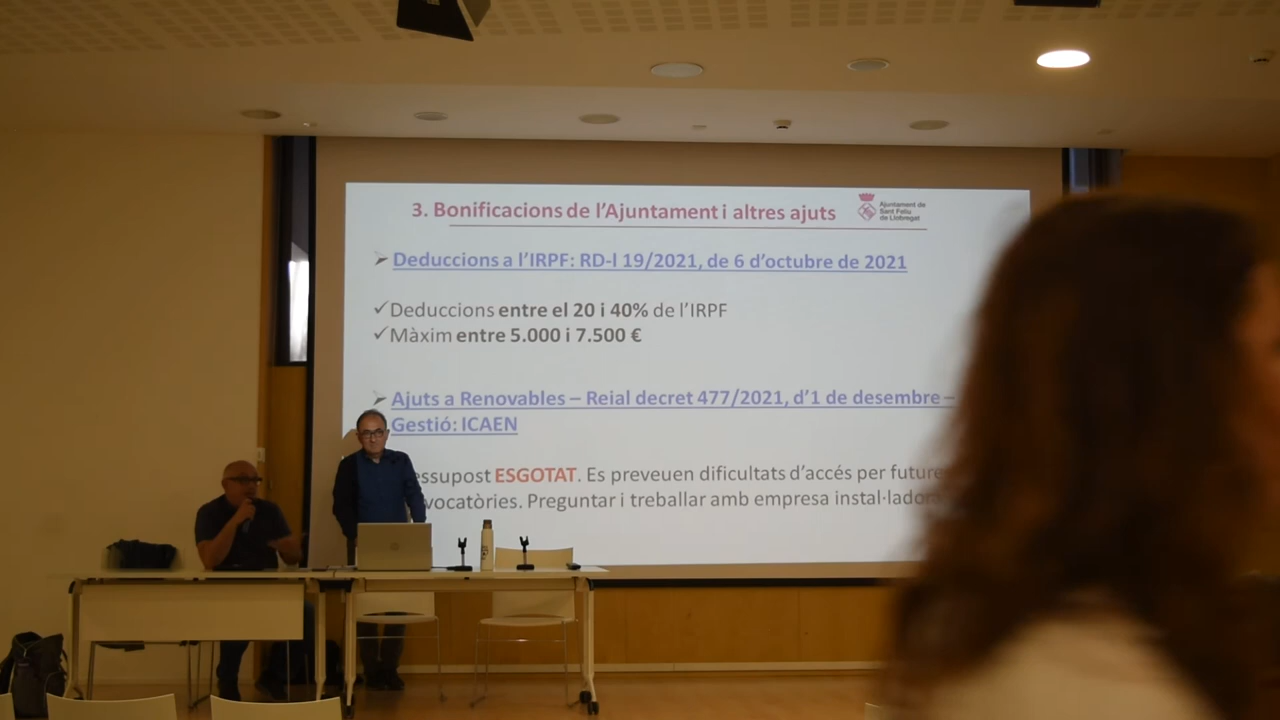 3. Bonificacions de l'Ajuntament i altres ajuts
Ajuntament de
Sant Feliu
de Llobregat
Deduccions a l'IRPF: RD-l 19/2021, de 6 d'octubre de 2021
Deduccions entre el 20 i 40% de l'IRPF
Màxim entre 5.000 i 7.500 €
Ajuts a Renovables – Reial decret 477/2021, d'1 de desembre –
Gestió: ICAEN
essupost ESGOTAT. Es preveuen dificultats d'accés per future
vocatòries. Preguntar i treballar amb empresa instal·lador